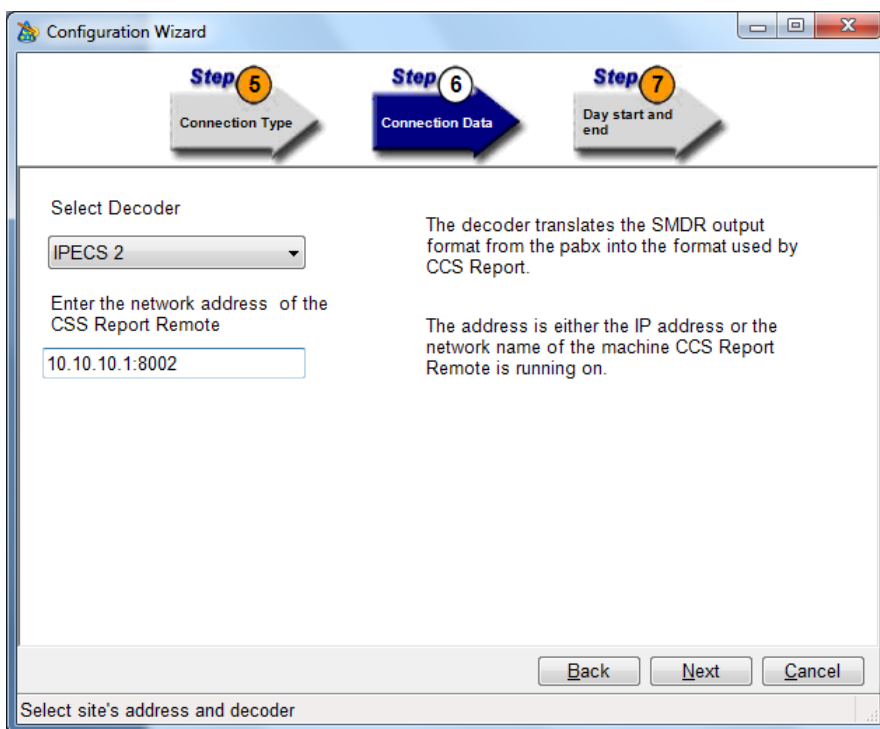 Configuration Wizard
Step 5
Connection Type
Step 6
Connection Data
Step 7
Day start and
end
Select Decoder
IPECS 2
Enter the network address of the
CSS Report Remote
10.10.10.1:8002
The decoder translates the SMDR output
format from the pabx into the format used by
CCS Report.
The address is either the IP address or the
network name of the machine CCS Report
Remote is running on.
Back
Next
Cancel
Select site's address and decoder